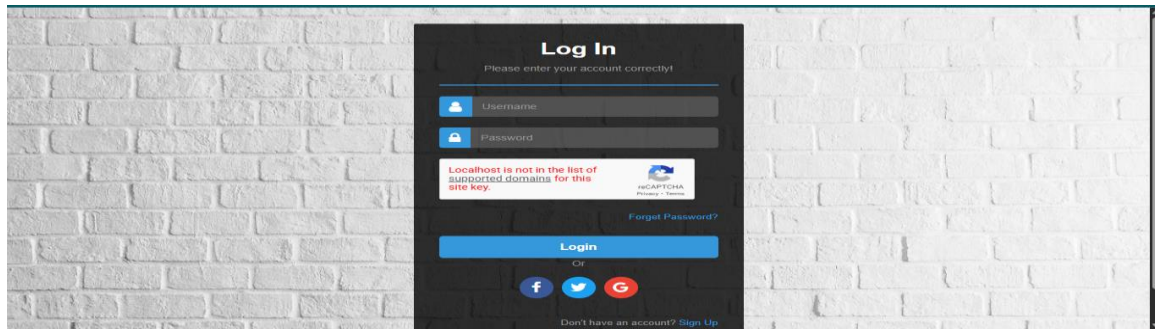 Log In
Please enter your account correctly!
Username
Password
Localhost is not in the list of
supported domains for this
site key.
reCAPTCHA
Privacy - Terms
Forget Password?
Login
Or
Don't have an account? Sign Up